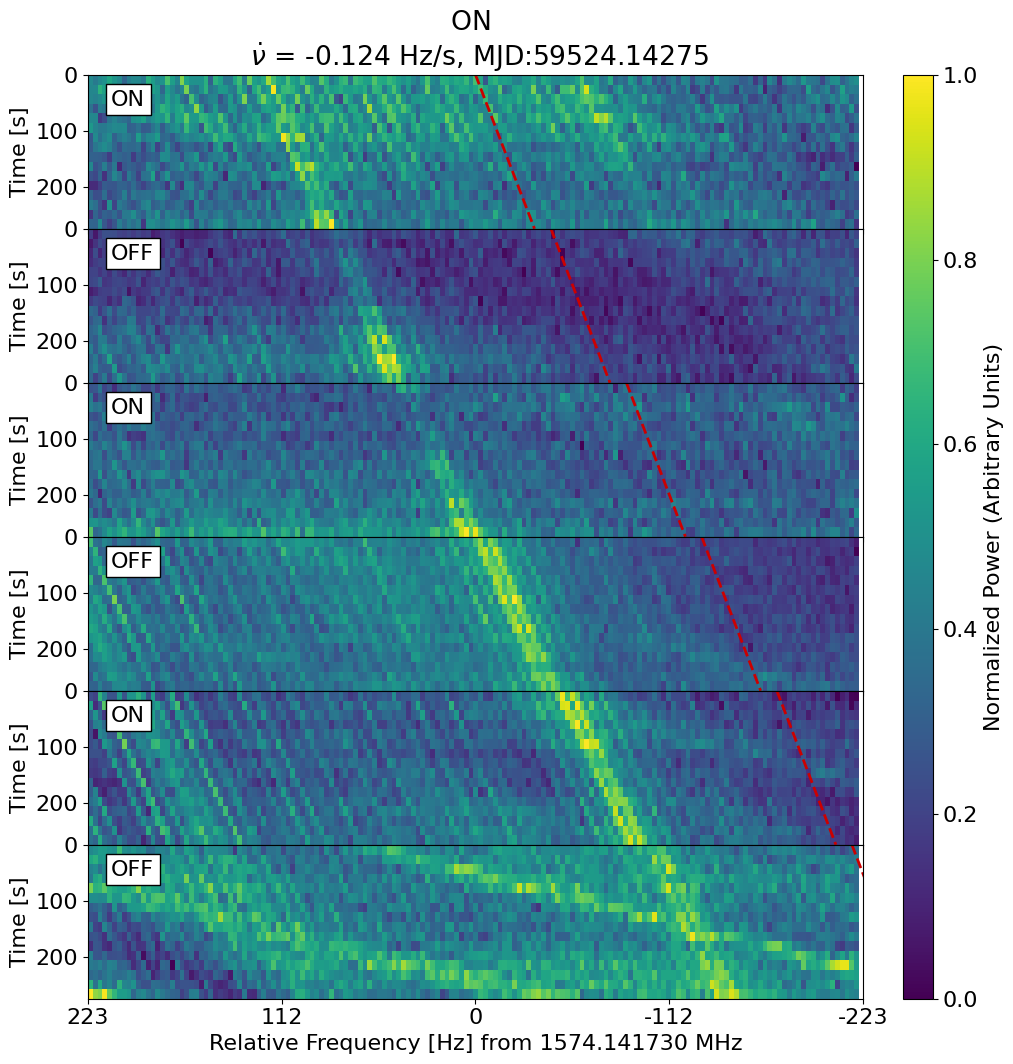 ON
ν̇ = -0.124 Hz/s, MJD:59524.14275
0
ON
100
Time [s]
200
0
OFF
100
Time [s]
200
0
ON
100
Time [s]
200
0
OFF
100
Time [s]
200
0
ON
100
Time [s]
200
0
OFF
100
Time [s]
200
223
112
0
-112
-223
Relative Frequency [Hz] from 1574.141730 MHz
1.0
0.8
0.6
0.4
0.2
0.0
Normalized Power (Arbitrary Units)